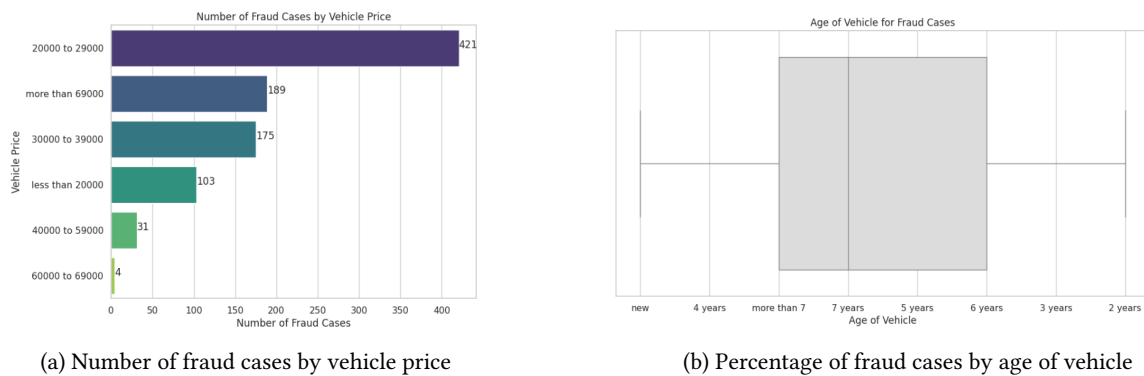 Number of Fraud Cases by Vehicle Price
20000 to 29000
421
more than 69000
189
30000 to 39000
175
less than 20000
103
40000 to 59000
31
60000 to 69000
4
Vehicle Price
0 50 100 150 200 250 300 350 400
Number of Fraud Cases
(a) Number of fraud cases by vehicle price
Age of Vehicle for Fraud Cases
new 4 years more than 7 7 years 5 years 6 years 3 years 2 years
Age of Vehicle
(b) Percentage of fraud cases by age of vehicle